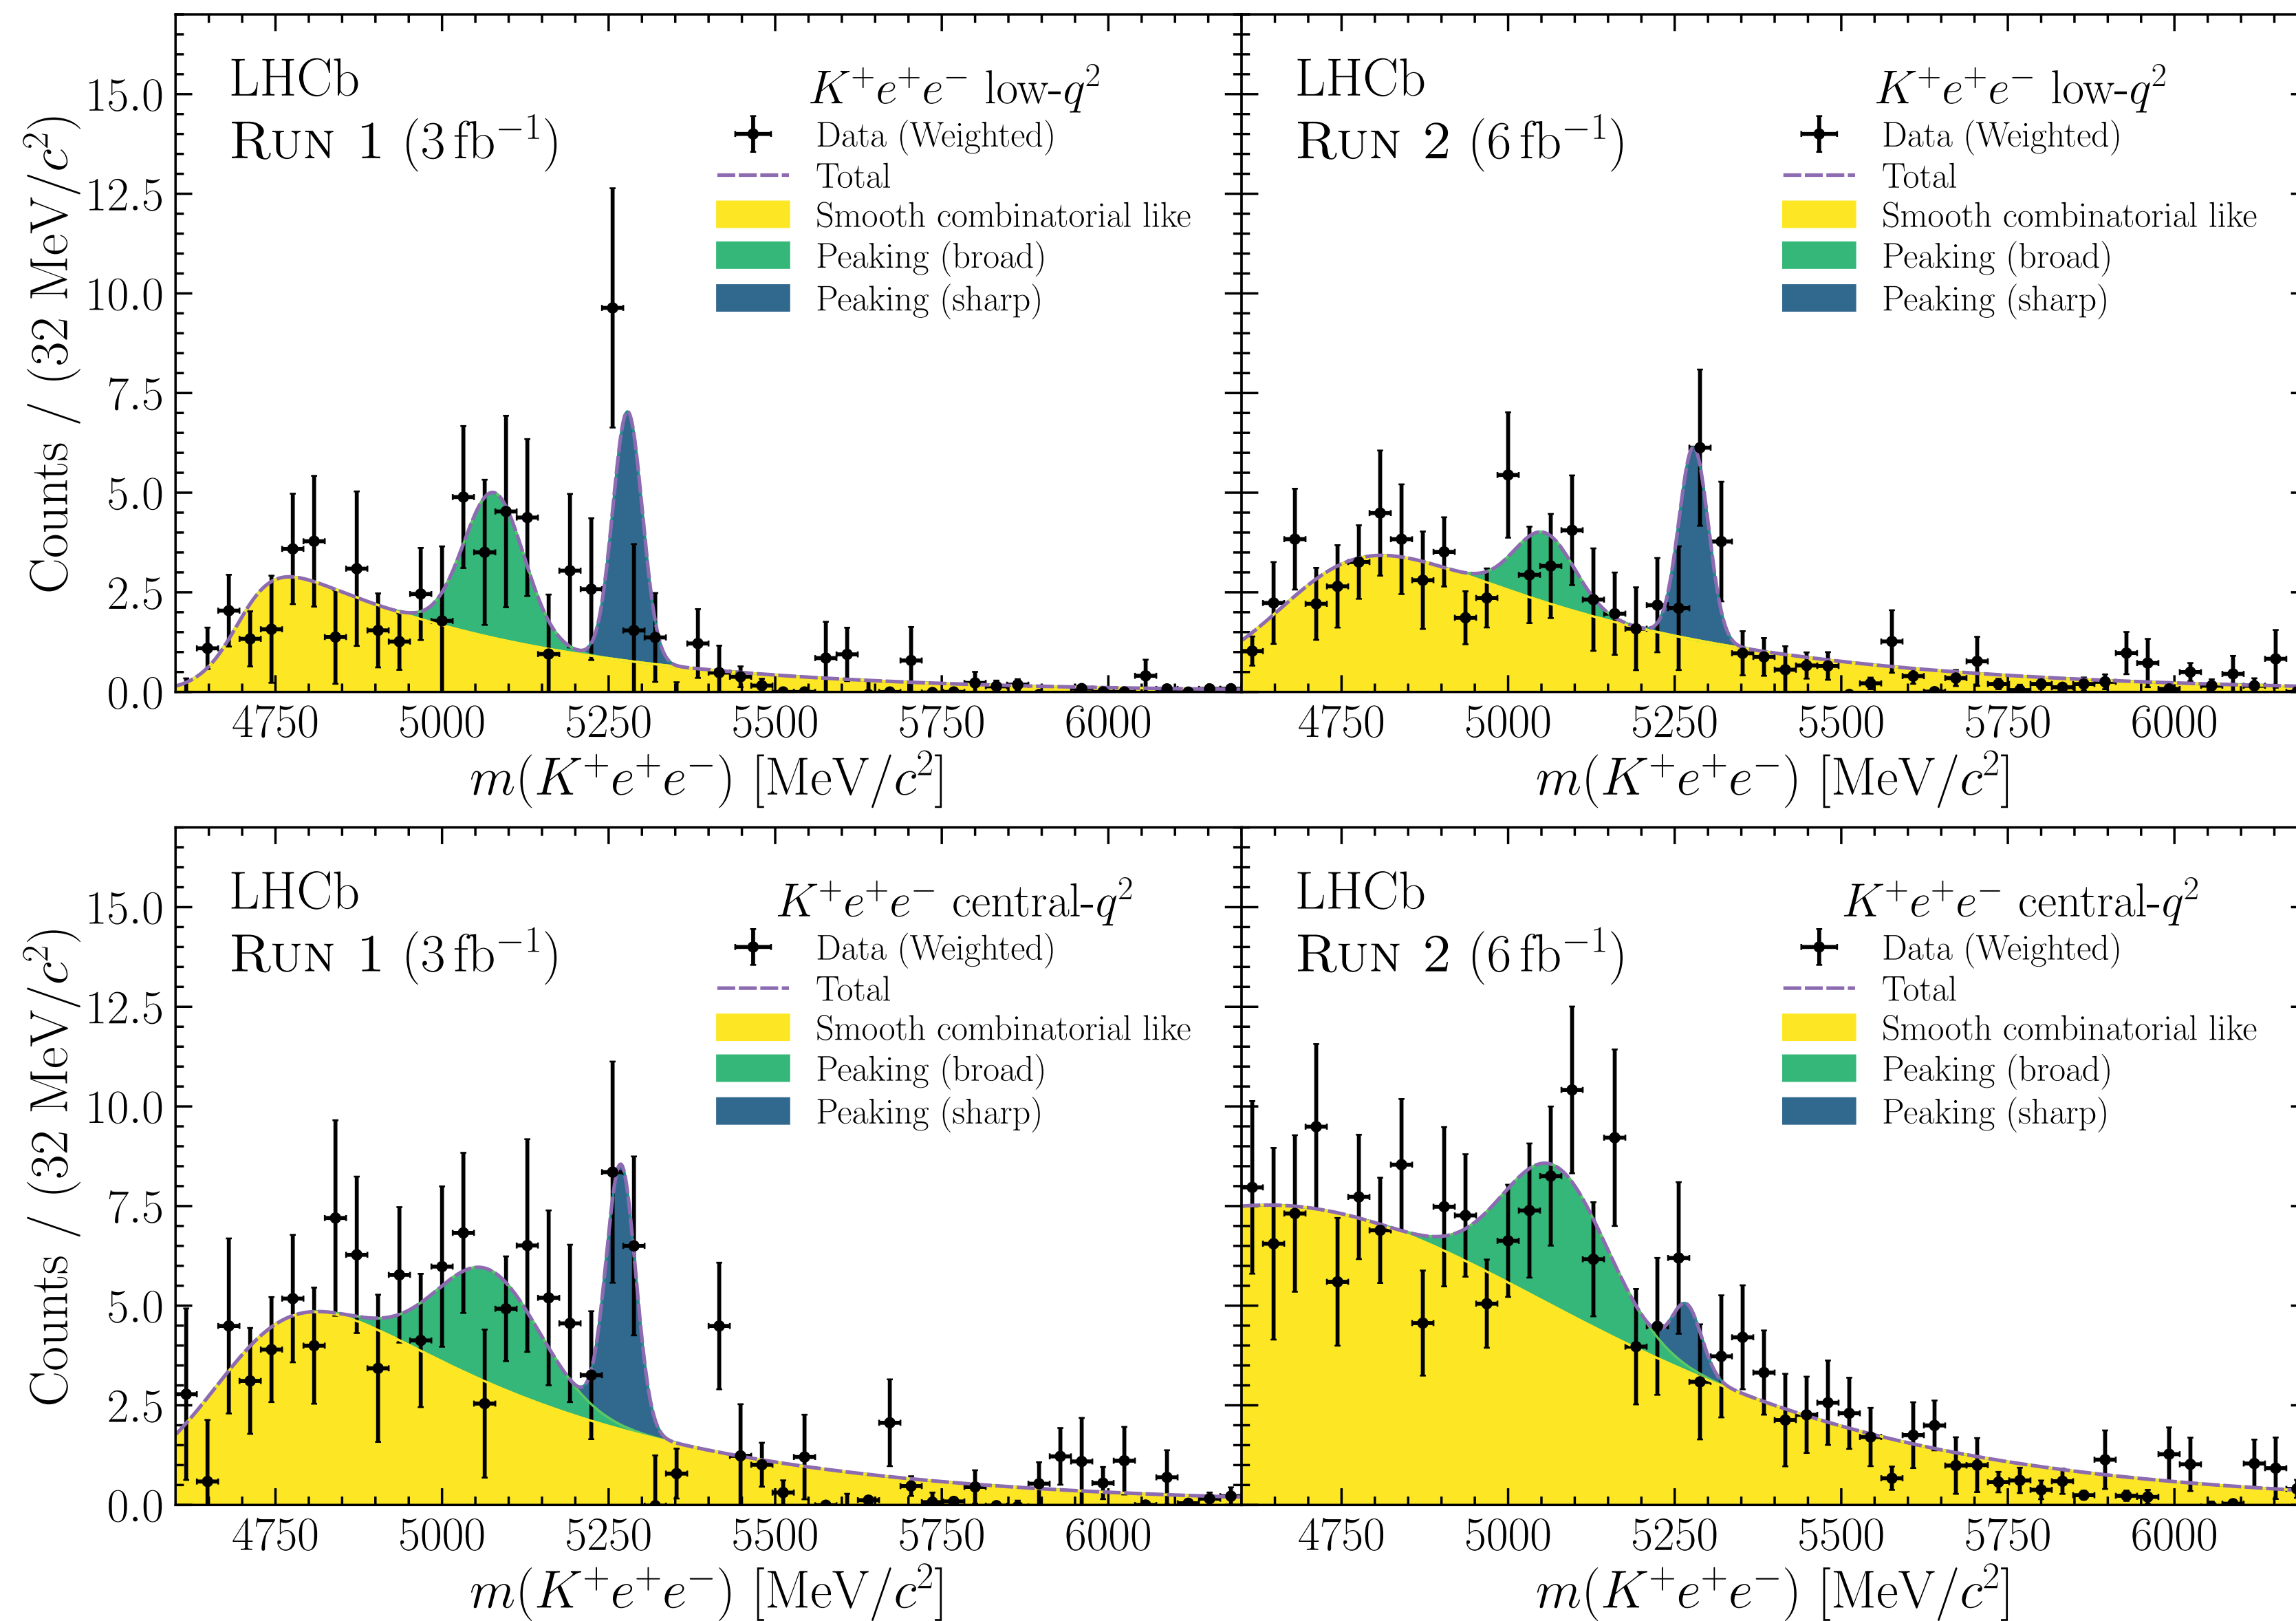 LHCb
RUN 1 (3 fb⁻¹)
K⁺e⁺e⁻ low-q²
Data (Weighted)
Total
Smooth combinatorial like
Peaking (broad)
Peaking (sharp)
Counts / (32 MeV/c²)
15.0
12.5
10.0
7.5
5.0
2.5
0.0
4750 5000 5250 5500 5750 6000
m(K⁺e⁺e⁻) [MeV/c²]
LHCb
RUN 2 (6 fb⁻¹)
K⁺e⁺e⁻ low-q²
Data (Weighted)
Total
Smooth combinatorial like
Peaking (broad)
Peaking (sharp)
4750 5000 5250 5500 5750 6000
m(K⁺e⁺e⁻) [MeV/c²]
LHCb
RUN 1 (3 fb⁻¹)
K⁺e⁺e⁻ central-q²
Data (Weighted)
Total
Smooth combinatorial like
Peaking (broad)
Peaking (sharp)
Counts / (32 MeV/c²)
15.0
12.5
10.0
7.5
5.0
2.5
0.0
4750 5000 5250 5500 5750 6000
m(K⁺e⁺e⁻) [MeV/c²]
LHCb
RUN 2 (6 fb⁻¹)
K⁺e⁺e⁻ central-q²
Data (Weighted)
Total
Smooth combinatorial like
Peaking (broad)
Peaking (sharp)
4750 5000 5250 5500 5750 6000
m(K⁺e⁺e⁻) [MeV/c²]